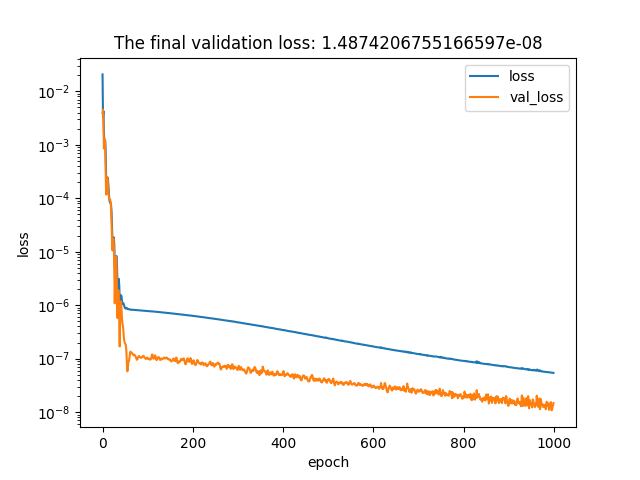 The final validation loss: 1.4874206755166597e-08
loss
val_loss
10⁻²
10⁻³
10⁻⁴
10⁻⁵
10⁻⁶
10⁻⁷
10⁻⁸
loss
0 200 400 600 800 1000
epoch